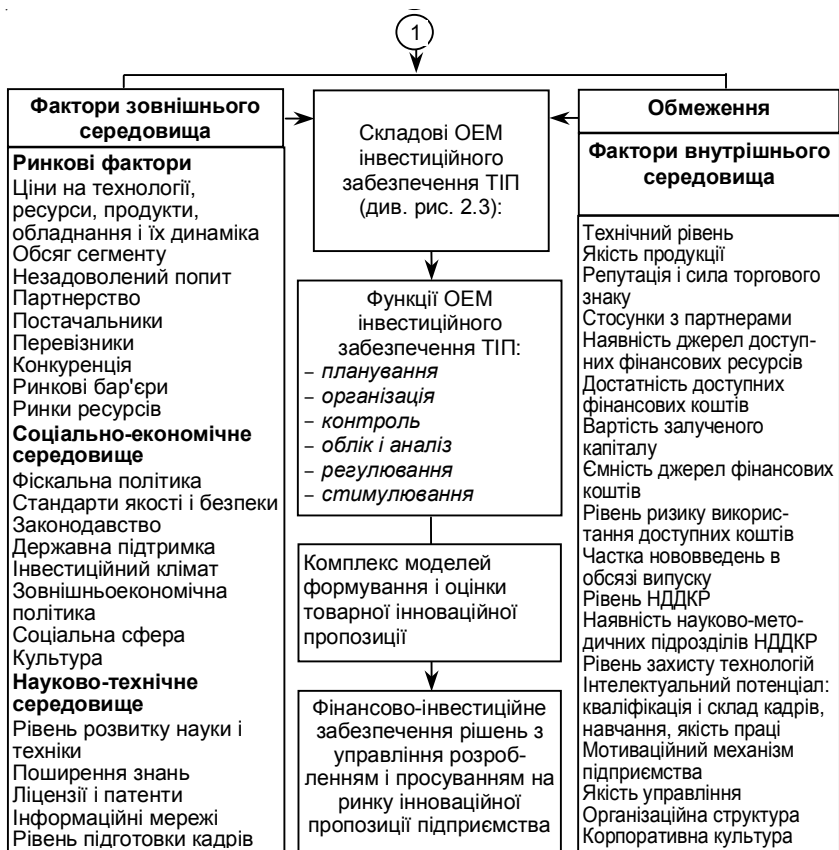 1
Фактори зовнішнього
середовища
Ринкові фактори
Ціни на технології,
ресурси, продукти,
обладнання і їх динаміка
Обсяг сегменту
Незадоволений попит
Партнерство
Постачальники
Перевізники
Конкуренція
Ринкові бар'єри
Ринки ресурсів
Соціально-економічне
середовище
Фіскальна політика
Стандарти якості і безпеки
Законодавство
Державна підтримка
Інвестиційний клімат
Зовнішньоекономічна
політика
Соціальна сфера
Культура
Науково-технічне
середовище
Рівень розвитку науки і
техніки
Поширення знань
Ліцензії і патенти
Інформаційні мережі
Рівень підготовки кадрів
Складові ОЕМ
інвестиційного
забезпечення ТІП
(див. рис. 2.3):
Функції ОЕМ
інвестиційного
забезпечення ТІП:
– планування
– організація
– контроль
– облік і аналіз
– регулювання
– стимулювання
Комплекс моделей
формування і оцінки
товарної інноваційної
пропозиції
Фінансово-інвестиційне
забезпечення рішень з
управління розроб-
ленням і просуванням на
ринку інноваційної
пропозиції підприємства
Обмеження
Фактори внутрішнього
середовища
Технічний рівень
Якість продукції
Репутація і сила торгового
знаку
Стосунки з партнерами
Наявність джерел доступ-
них фінансових ресурсів
Достатність доступних
фінансових коштів
Вартість залученого
капіталу
Ємність джерел фінансових
коштів
Рівень ризику викорис-
тання доступних коштів
Частка нововведень в
обсязі випуску
Рівень НДДКР
Наявність науково-мето-
дичних підрозділів НДДКР
Рівень захисту технологій
Інтелектуальний потенціал:
кваліфікація і склад кадрів,
навчання, якість праці
Мотиваційний механізм
підприємства
Якість управління
Організаційна структура
Корпоративна культура